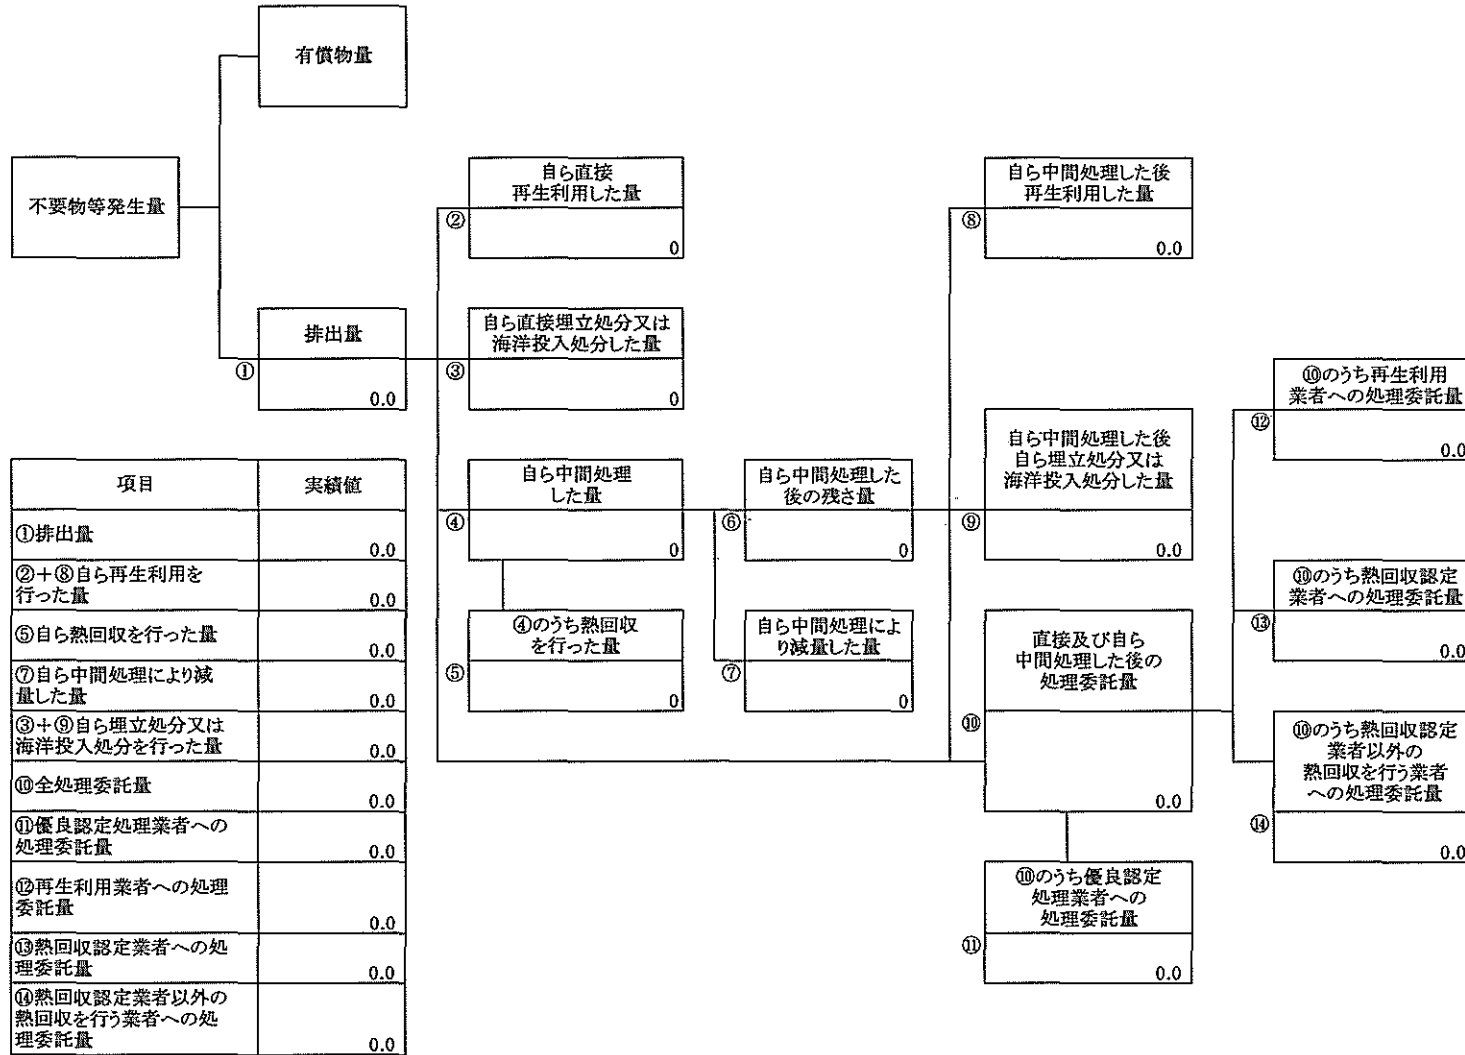 有償物量
不要物等発生量
排出量
①
0.0
自ら直接
再生利用した量
②
0
自ら直接埋立処分又は
海洋投入処分した量
③
0
自ら中間処理
した量
④
0
④のうち熱回収
を行った量
⑤
0
自ら中間処理した
後の残さ量
⑥
0
自ら中間処理によ
り減量した量
⑦
0
自ら中間処理した後
再生利用した量
⑧
0.0
自ら中間処理した後
自ら埋立処分又は
海洋投入処分した量
⑨
0.0
直接及び自ら
中間処理した後の
処理委託量
⑩
0.0
⑩のうち優良認定
処理業者への
処理委託量
⑪
0.0
⑩のうち再生利用
業者への処理委託量
⑫
0.0
⑩のうち熱回収認定
業者への処理委託量
⑬
0.0
⑩のうち熱回収認定
業者以外の
熱回収を行う業者
への処理委託量
⑭
0.0
項目 実績値
①排出量
0.0
②+⑧自ら再生利用を
行った量 0.0
⑤自ら熱回収を行った量
0.0
⑦自ら中間処理により減
量した量 0.0
③+⑨自ら埋立処分又は
海洋投入処分を行った量 0.0
⑩全処理委託量
0.0
⑪優良認定処理業者への
処理委託量 0.0
⑫再生利用業者への処理
委託量
0.0
⑬熱回収認定業者への処
理委託量 0.0
⑭熱回収認定業者以外の
熱回収を行う業者への処
理委託量 0.0